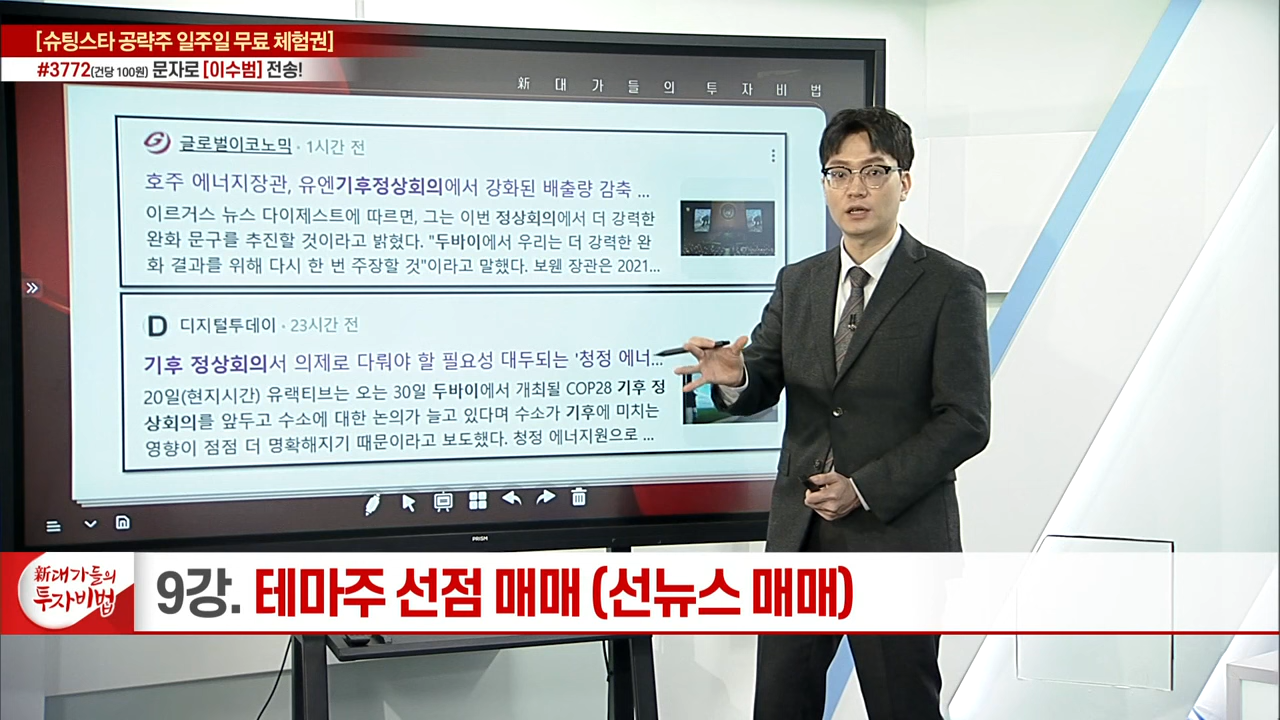 [슈팅스타 공략주 일주일 무료 체험권]
#3772(건당 100원) 문자로 [이수범] 전송!
新 대가들의 투자비법
글로벌이코노믹 · 1시간 전
호주 에너지장관, 유엔기후정상회의에서 강화된 배출량 감축 ...
이르거스 뉴스 다이제스트에 따르면, 그는 이번 정상회의에서 더 강력한
완화 문구를 추진할 것이라고 밝혔다. "두바이에서 우리는 더 강력한 완
화 결과를 위해 다시 한 번 주장할 것"이라고 말했다. 보웬 장관은 2021...
D 디지털투데이 · 23시간 전
기후 정상회의서 의제로 다뤄야 할 필요성 대두되는 '청정 에너...
20일(현지시간) 유랙티브는 오는 30일 두바이에서 개최될 COP28 기후 정
상회의를 앞두고 수소에 대한 논의가 늘고 있다며 수소가 기후에 미치는
영향이 점점 더 명확해지기 때문이라고 보도했다. 청정 에너지원으로 ...
PRISM
新대가들의
투자비법
9강. 테마주 선점 매매 (선뉴스 매매)